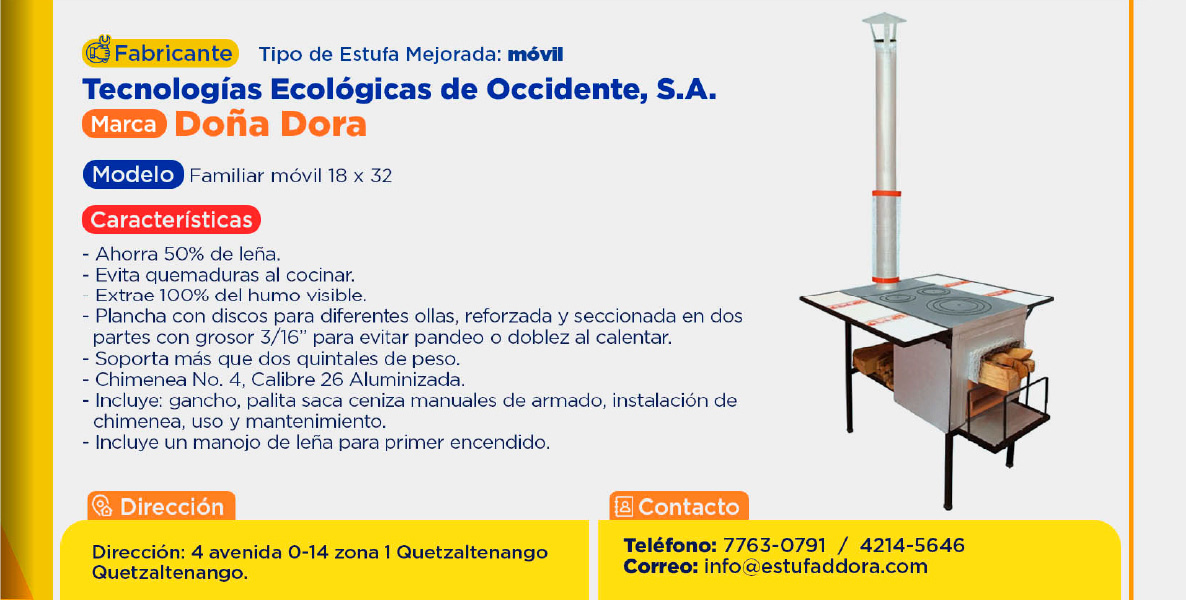 Fabricante Tipo de Estufa Mejorada: móvil
Tecnologías Ecológicas de Occidente, S.A.
Marca Doña Dora
Modelo Familiar móvil 18 x 32
Características
- Ahorra 50% de leña.
- Evita quemaduras al cocinar.
- Extrae 100% del humo visible.
- Plancha con discos para diferentes ollas, reforzada y seccionada en dos
partes con grosor 3/16” para evitar pandeo o doblez al calentar.
- Soporta más que dos quintales de peso.
- Chimenea No. 4, Calibre 26 Aluminizada.
- Incluye: gancho, palita saca ceniza manuales de armado, instalación de
chimenea, uso y mantenimiento.
- Incluye un manojo de leña para primer encendido.
Dirección
Dirección: 4 avenida 0-14 zona 1 Quetzaltenango
Quetzaltenango.
Contacto
Teléfono: 7763-0791 / 4214-5646
Correo: info@estufaddora.com